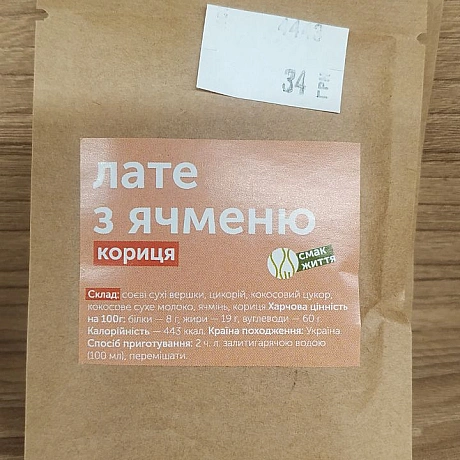 4443
34 ГРН
лате
з ячменю
кориця
смак
життя
Склад: соєві сухі вершки, цикорій, кокосовий цукор,
кокосове сухе молоко, ячмінь, кориця Харчова цінність
на 100г: білки — 8 г, жири — 19 г, вуглеводи — 60 г.
Калорійність — 443 ккал. Країна походження: Україна
Спосіб приготування: 2 ч. л. залитигарячою водою
(100 мл), перемішати.